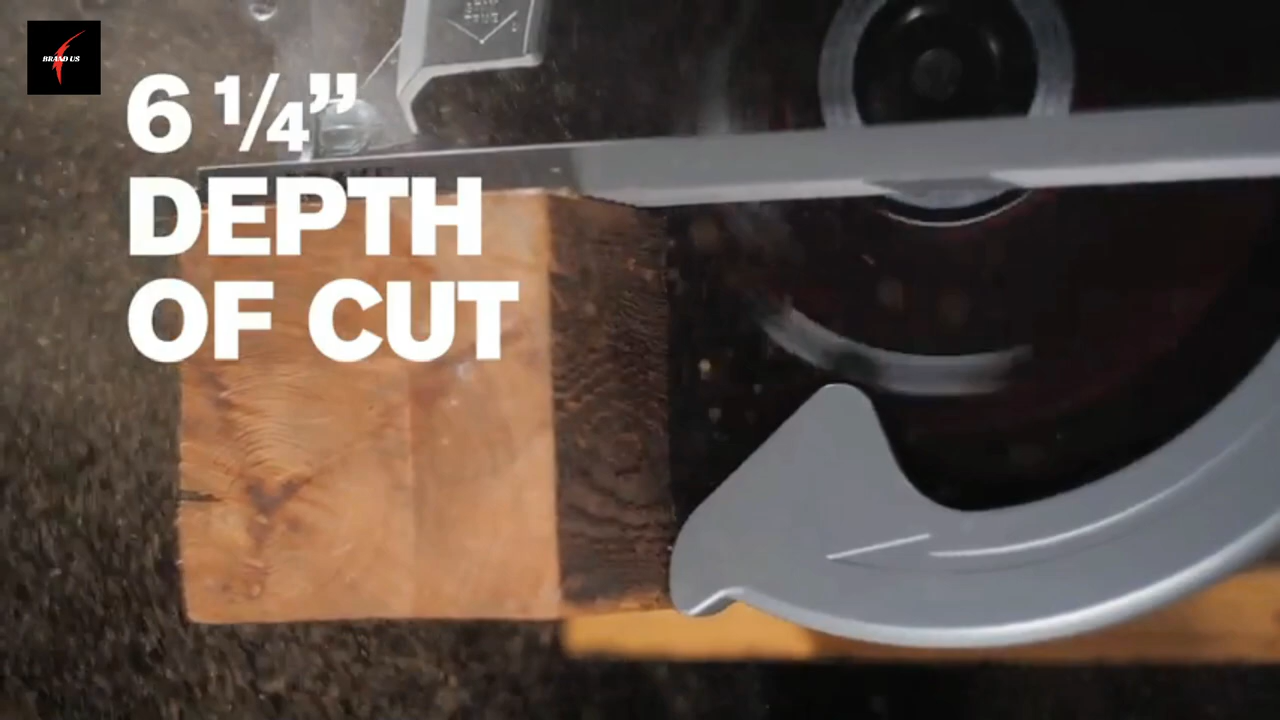 BRAND US
6 ¼”
DEPTH
OF CUT